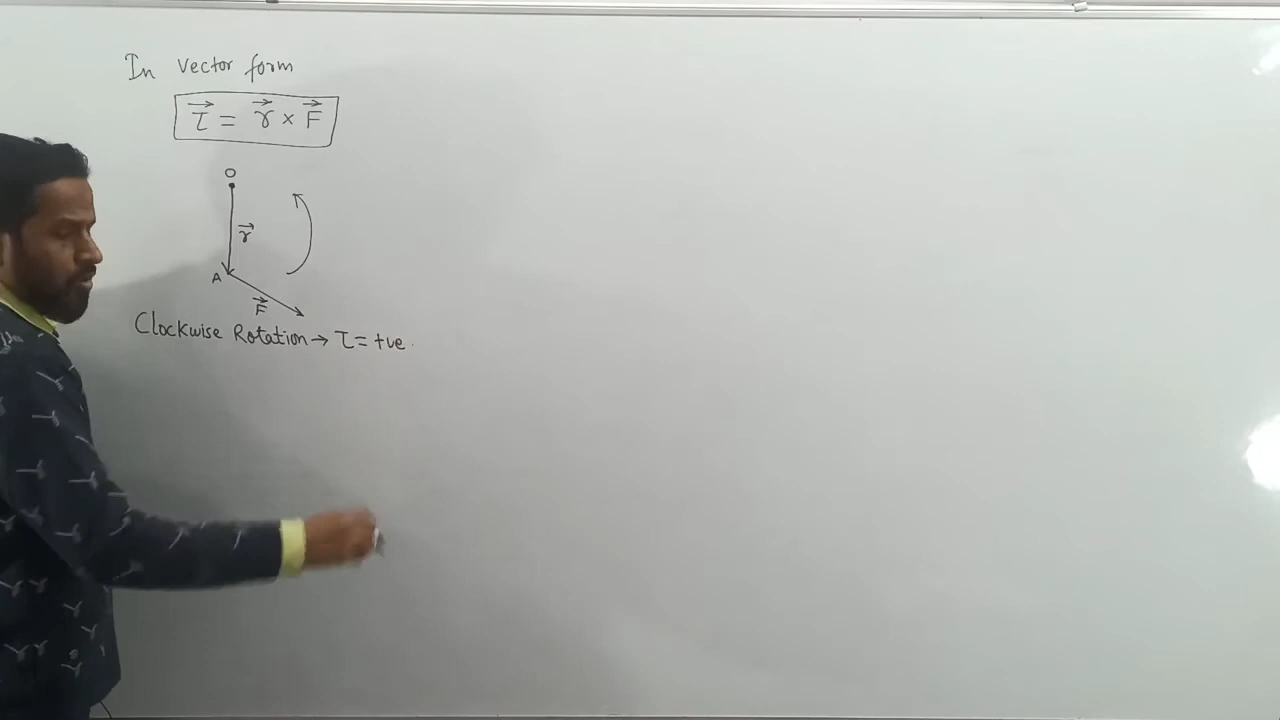 In vector form
τ⃗ = r⃗ × F⃗
O
r⃗
A
F⃗
Clockwise Rotation → τ = +ve.